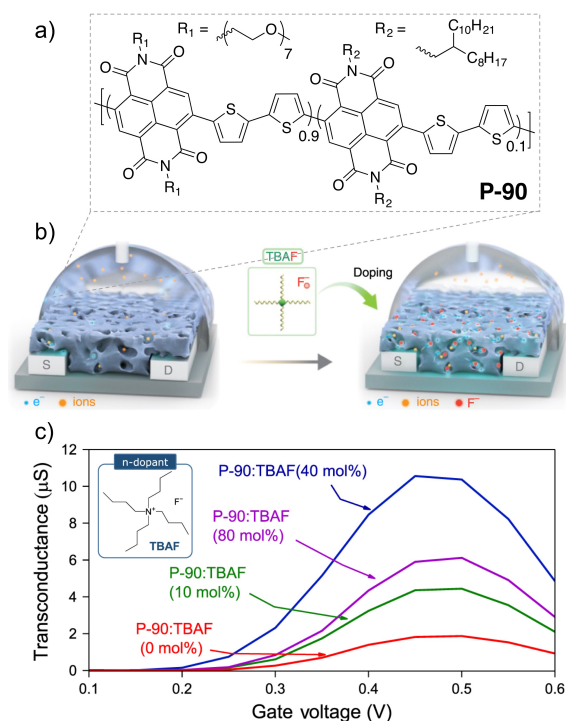 a)
R1 =
O
7
R2 =
C10H21
C8H17
R1
R2
O
N
O
O
N
O
S
S
S
S
0.9
0.1
O
N
O
O
N
O
R1
R2
P-90
b)
TBAF
F⊖
Doping
S
D
S
D
e− ions
e− ions F−
c)
n-dopant
F−
N+
TBAF
P-90:TBAF(40 mol%)
P-90:TBAF
(80 mol%)
P-90:TBAF
(10 mol%)
P-90:TBAF
(0 mol%)
Transconductance (µS)
12
10
8
6
4
2
0
0.1 0.2 0.3 0.4 0.5 0.6
Gate voltage (V)